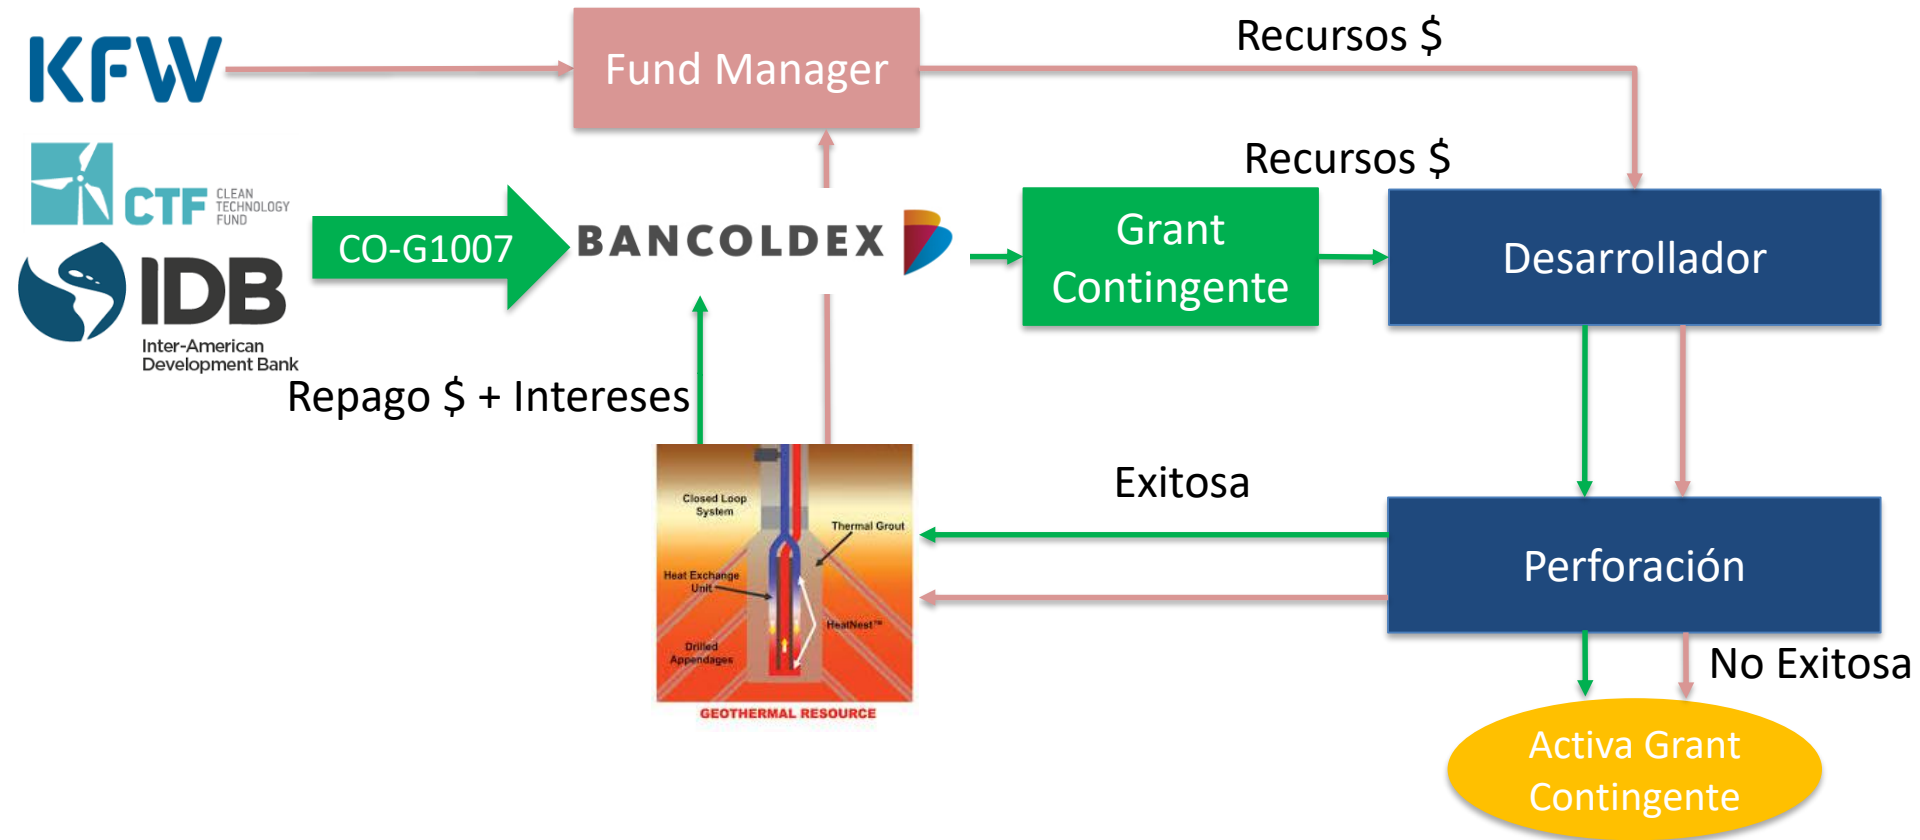 KFW
Fund Manager
Recursos $
CTF
CLEAN
TECHNOLOGY
FUND
CO-G1007
BANCOLDEX
Recursos $
Grant
Contingente
Desarrollador
IDB
Inter-American
Development Bank
Repago $ + Intereses
Closed Loop
System
Thermal Grout
Heat Exchange
Unit
HeatNest™
Drilled
Appendages
GEOTHERMAL RESOURCE
Exitosa
Perforación
No Exitosa
Activa Grant
Contingente